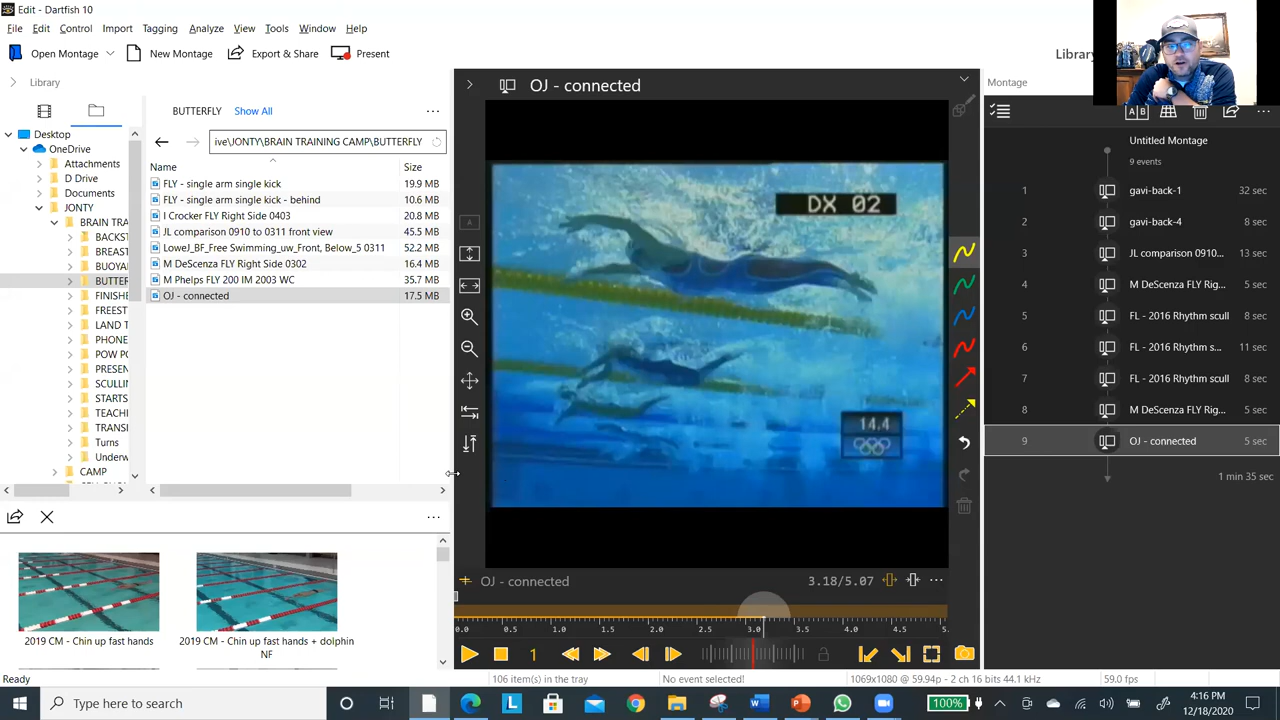 Edit - Dartfish 10
File Edit Control Import Tagging Analyze View Tools Window Help
Open Montage New Montage Export & Share Present Library
Library
BUTTERFLY Show All
ive\JONTY\BRAIN TRAINING CAMP\BUTTERFLY
Desktop
OneDrive
Attachments
D Drive
Documents
JONTY
BRAIN TRA
BACKST
BREAST
BUOYA
BUTTER
FINISHE
FREEST
LAND T
PHONE
POW PO
PRESEN
SCULLIN
STARTS
TEACHI
TRANSI
Turns
Underw
CAMP
Name Size
FLY - single arm single kick 19.9 MB
FLY - single arm single kick - behind 10.6 MB
I Crocker FLY Right Side 0403 20.8 MB
JL comparison 0910 to 0311 front view 45.5 MB
LoweJ_BF_Free Swimming_uw_Front, Below_5 0311 52.2 MB
M DeScenza FLY Right Side 0302 16.4 MB
M Phelps FLY 200 IM 2003 WC 35.7 MB
OJ - connected 17.5 MB
2019 CM - Chin up fast hands
2019 CM - Chin up fast hands + dolphin
NF
OJ - connected
A
DX 02
14.4
OJ - connected 3.18/5.07
0.0 0.5 1.0 1.5 2.0 2.5 3.0 3.5 4.0 4.5 5.
1
Montage
A B
Untitled Montage
9 events
1 gavi-back-1 32 sec
2 gavi-back-4 8 sec
3 JL comparison 0910... 13 sec
4 M DeScenza FLY Rig... 5 sec
5 FL - 2016 Rhythm scull 8 sec
6 FL - 2016 Rhythm s... 11 sec
7 FL - 2016 Rhythm scull 8 sec
8 M DeScenza FLY Rig... 5 sec
9 OJ - connected 5 sec
1 min 35 sec
Ready 106 item(s) in the tray No event selected! 1069x1080 @ 59.94p - 2 ch 16 bits 44.1 kHz 59.0 fps
Type here to search
100%
4:16 PM
12/18/2020